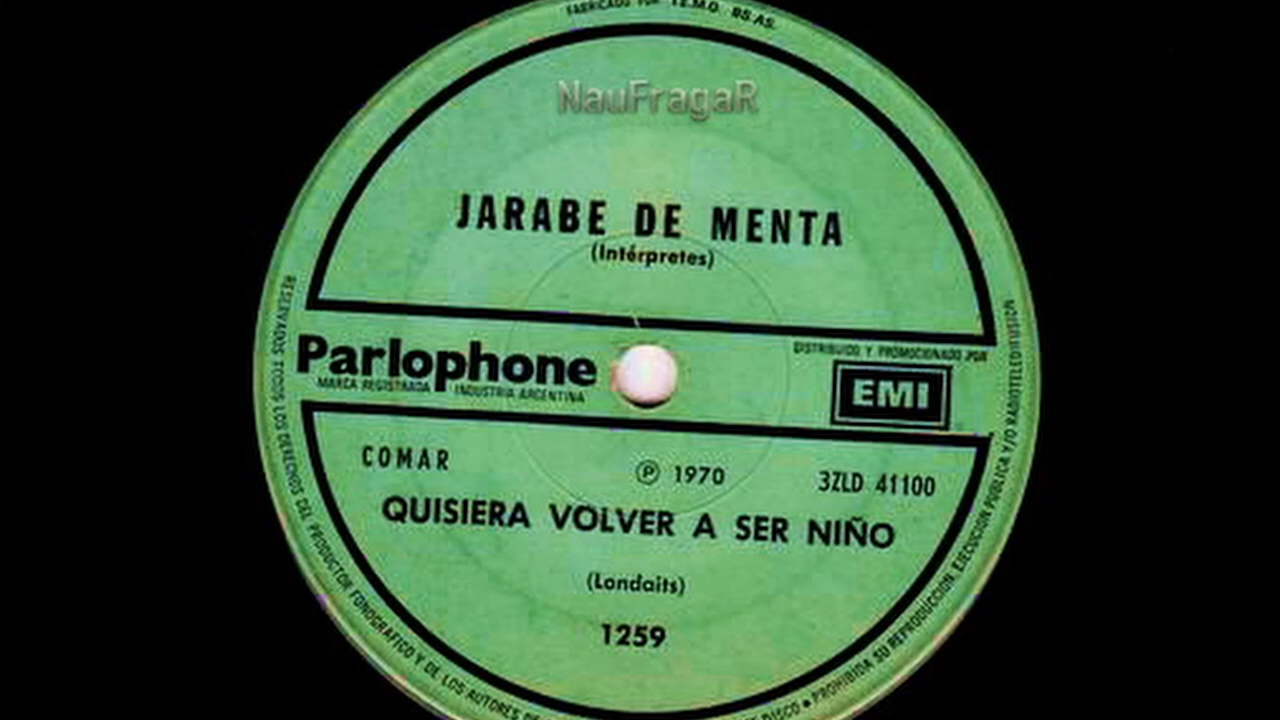 FABRICADO POR I.E.M.O. BS AS.
NauFragaR
JARABE DE MENTA
(Intérpretes)
Parlophone
MARCA REGISTRADA INDUSTRIA ARGENTINA
DISTRIBUIDO Y PROMOCIONADO POR
EMI
COMAR
℗ 1970
3ZLD 41100
QUISIERA VOLVER A SER NIÑO
(Londaits)
1259
RESERVADOS TODOS LOS DERECHOS DEL PRODUCTOR FONOGRAFICO Y DE LOS AUTORES DISCO • PROHIBIDA SU REPRODUCCION, EJECUCION PUBLICA Y/O RADIOTELEDIFUSION